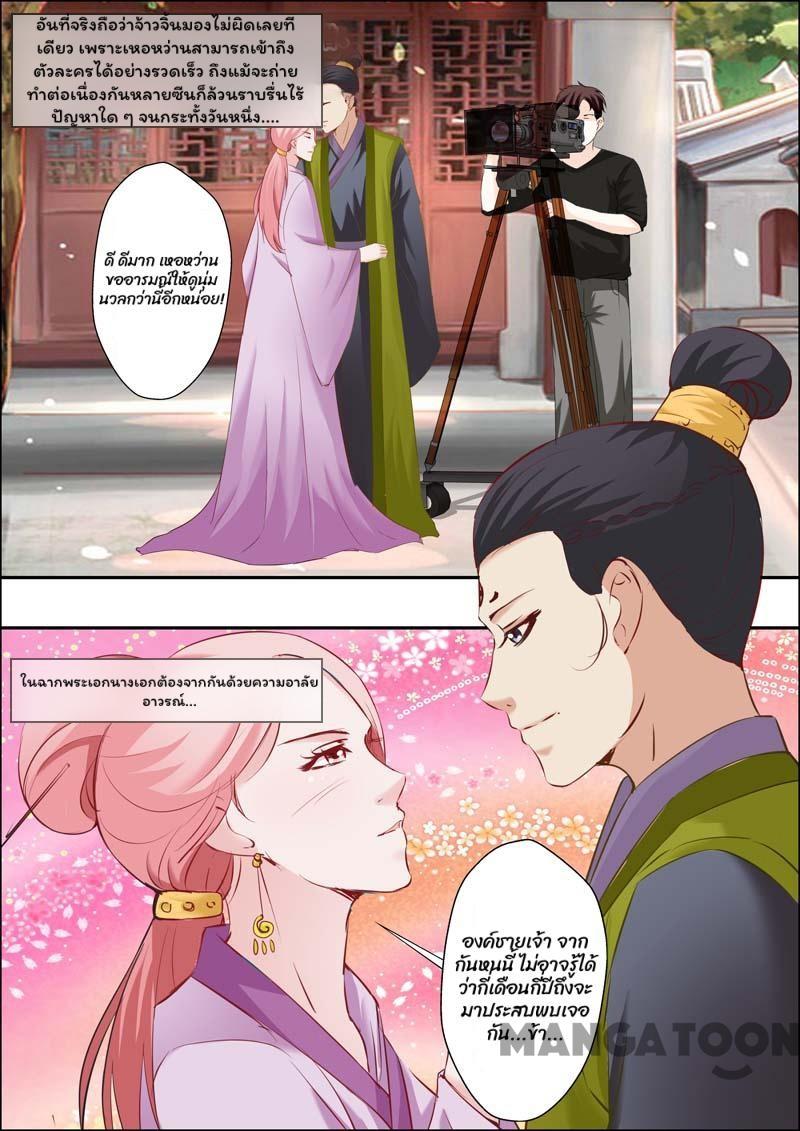 อันที่จริงถือว่าจ้าวจิ่นมองไม่ผิดเลยที
เดียว เพราะเหอหว่านสามารถเข้าถึง
ตัวละครได้อย่างรวดเร็ว ถึงแม้จะถ่าย
ทำต่อเนื่องกันหลายซีนก็ล้วนราบรื่นไร้
ปัญหาใด ๆ จนกระทั้งวันหนึ่ง....
ดี ดีมาก เหอหว่าน
ขออารมณ์ให้ดูนุ่ม
นวลกว่านี้อีกหน่อย!
ในฉากพระเอกนางเอกต้องจากกันด้วยความอาลัย
อาวรณ์...
องค์ชายเจ้า จาก
กันหนนี้ ไม่อาจรู้ได้
ว่ากี่เดือนกี่ปีถึงจะ
มาประสบพบเจอ
กัน...ข้า...
MANGATOON